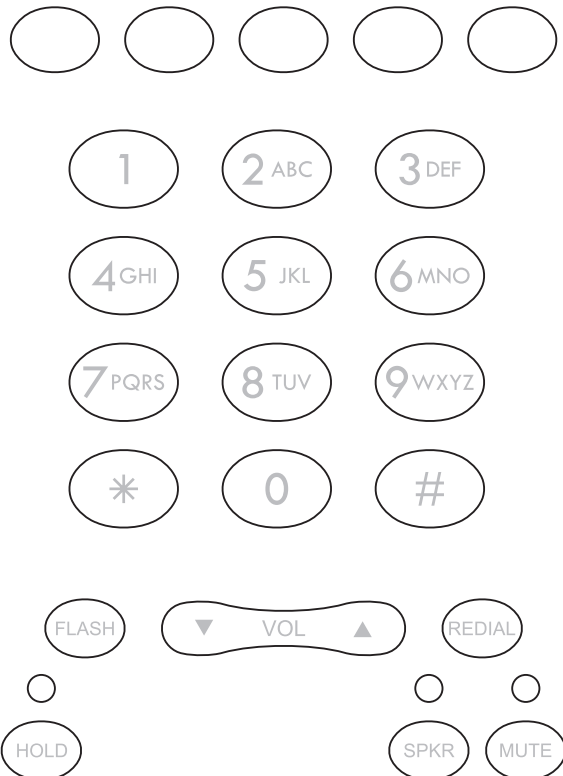 1 2 ABC 3 DEF
4 GHI 5 JKL 6 MNO
7 PQRS 8 TUV 9 WXYZ
* 0 #
FLASH ▼ VOL ▲ REDIAL
HOLD SPKR MUTE